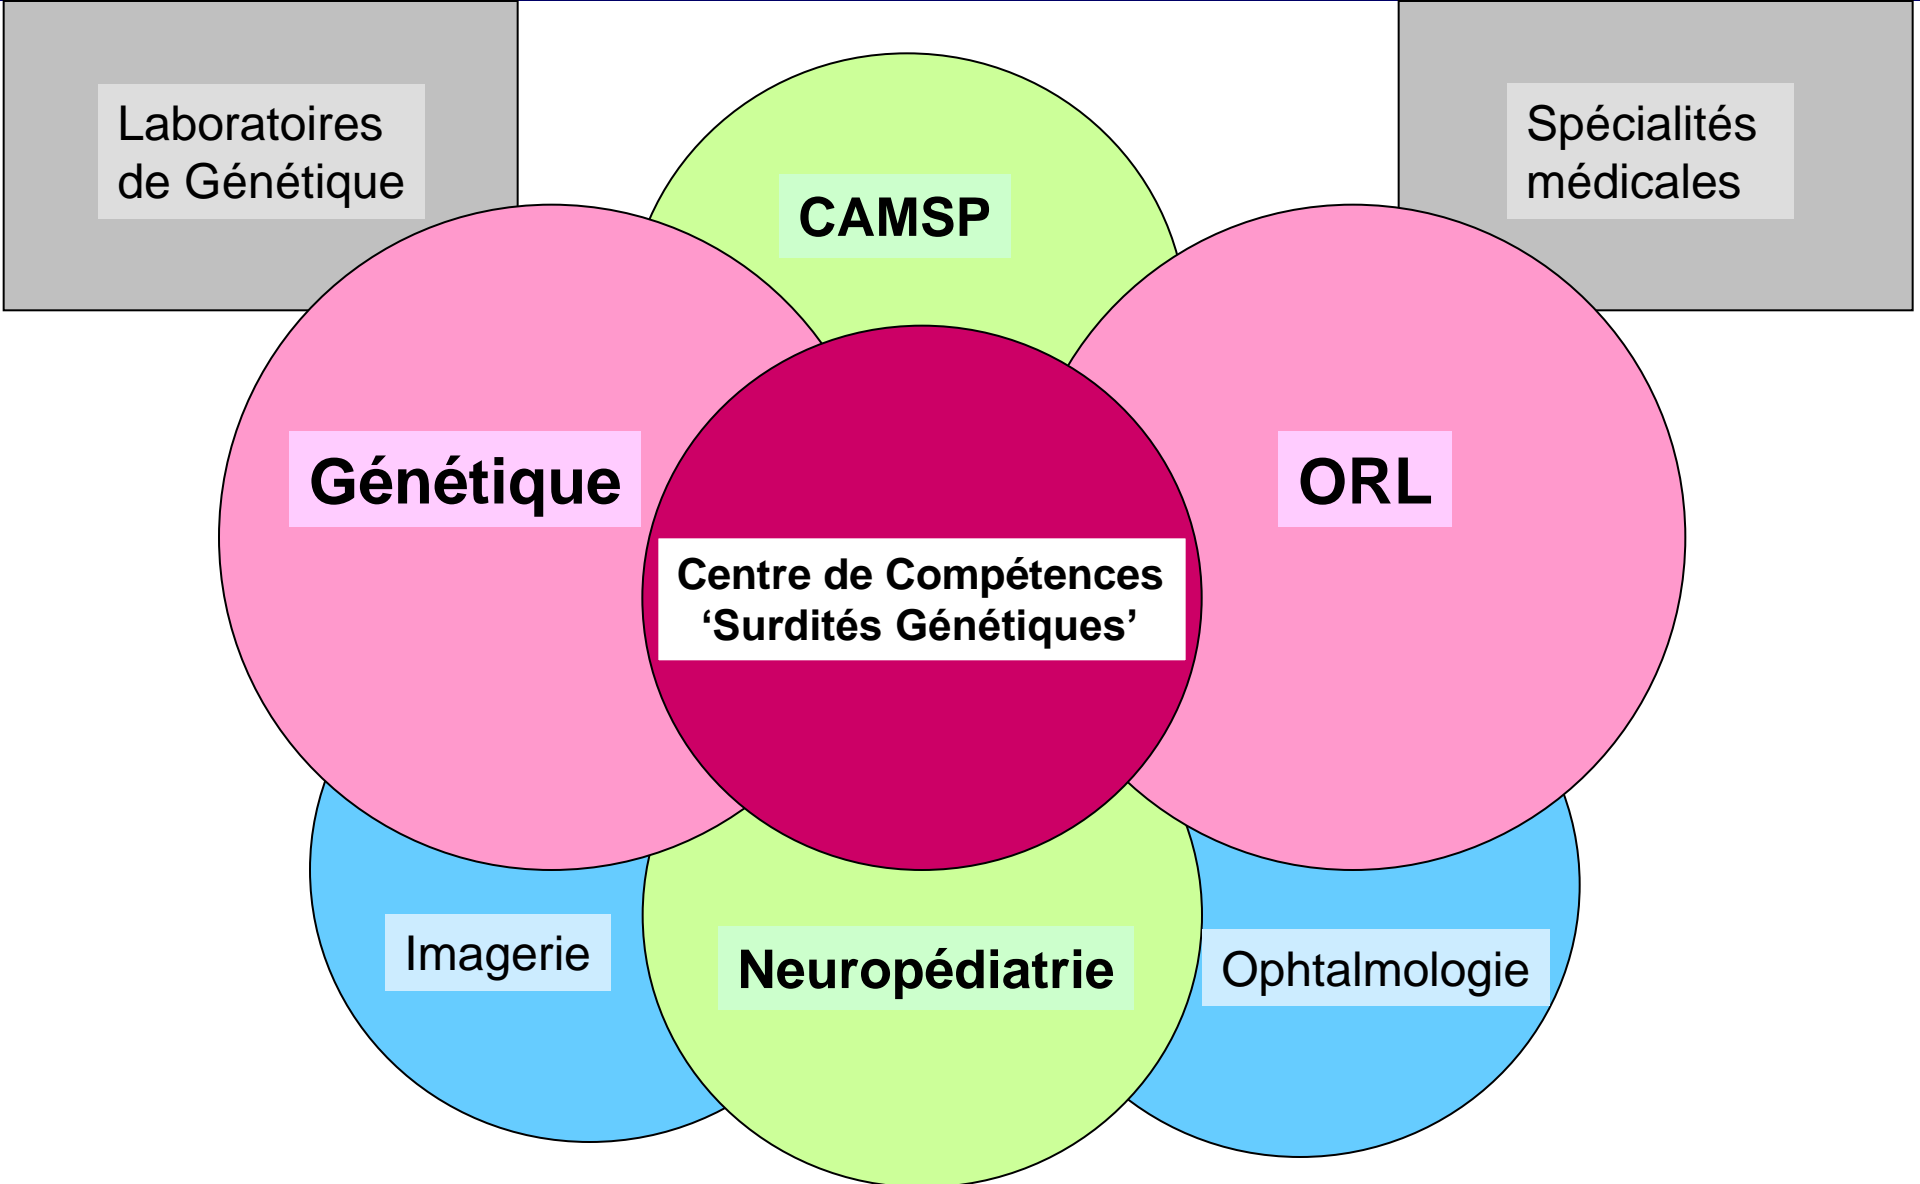 Laboratoires
de Génétique
Spécialités
médicales
CAMSP
Génétique
ORL
Centre de Compétences
‘Surdités Génétiques’
Imagerie
Neuropédiatrie
Ophtalmologie